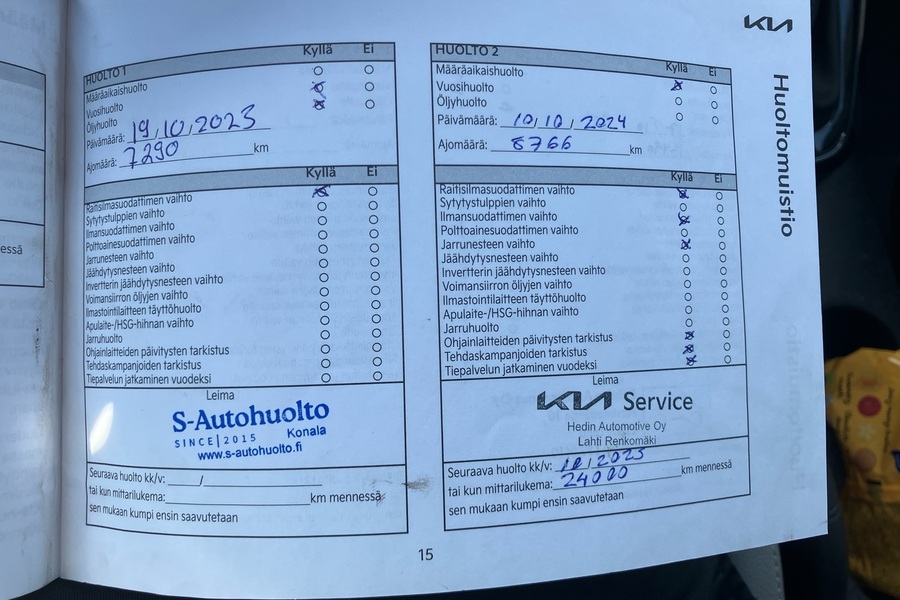 KIA
Huoltomuistio
essä
HUOLTO 1 Kyllä Ei
Määräaikaishuolto
Vuosihuolto
Öljyhuolto
Päivämäärä: 19/10/2023
Ajomäärä: 7290 km
Kyllä Ei
Raitisilmasuodattimen vaihto
Sytytystulppien vaihto
Ilmansuodattimen vaihto
Polttoainesuodattimen vaihto
Jarrunesteen vaihto
Jäähdytysnesteen vaihto
Invertterin jäähdytysnesteen vaihto
Voimansiirron öljyjen vaihto
Ilmastointilaitteen täyttöhuolto
Apulaite-/HSG-hihnan vaihto
Jarruhuolto
Ohjainlaitteiden päivitysten tarkistus
Tehdaskampanjoiden tarkistus
Tiepalvelun jatkaminen vuodeksi
Leima
S-Autohuolto
SINCE|2015 Konala
www.s-autohuolto.fi
Seuraava huolto kk/v: /
tai kun mittarilukema: km mennessä
sen mukaan kumpi ensin saavutetaan
HUOLTO 2 Kyllä Ei
Määräaikaishuolto
Vuosihuolto
Öljyhuolto
Päivämäärä: 10/10/2024
Ajomäärä: 8766 km
Kyllä Ei
Raitisilmasuodattimen vaihto
Sytytystulppien vaihto
Ilmansuodattimen vaihto
Polttoainesuodattimen vaihto
Jarrunesteen vaihto
Jäähdytysnesteen vaihto
Invertterin jäähdytysnesteen vaihto
Voimansiirron öljyjen vaihto
Ilmastointilaitteen täyttöhuolto
Apulaite-/HSG-hihnan vaihto
Jarruhuolto
Ohjainlaitteiden päivitysten tarkistus
Tehdaskampanjoiden tarkistus
Tiepalvelun jatkaminen vuodeksi
Leima
KIA Service
Hedin Automotive Oy
Lahti Renkomäki
Seuraava huolto kk/v: 10/2025
tai kun mittarilukema: 24000 km mennessä
sen mukaan kumpi ensin saavutetaan
15